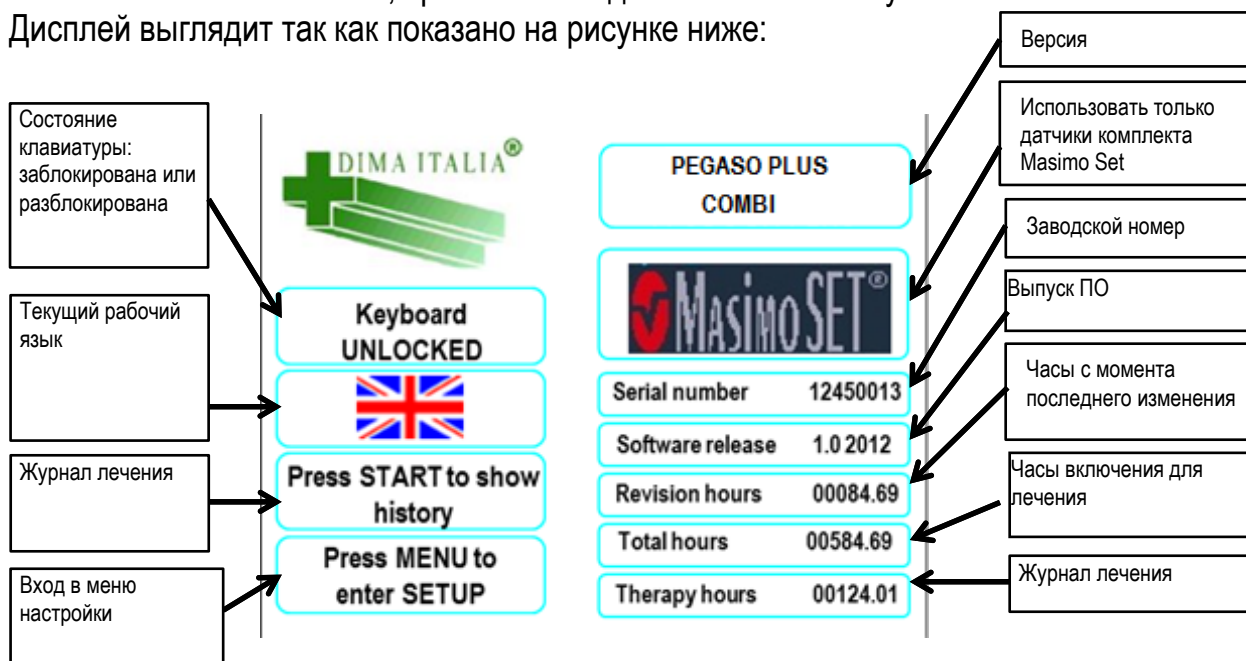 Дисплей выглядит так как показано на рисунке ниже:
Состояние
клавиатуры:
заблокирована или
разблокирована
Текущий рабочий
язык
Журнал лечения
Вход в меню
настройки
DIMA ITALIA®
Keyboard
UNLOCKED
Press START to show
history
Press MENU to
enter SETUP
PEGASO PLUS
COMBI
MasimoSET®
Serial number 12450013
Software release 1.0 2012
Revision hours 00084.69
Total hours 00584.69
Therapy hours 00124.01
Версия
Использовать только
датчики комплекта
Masimo Set
Заводской номер
Выпуск ПО
Часы с момента
последнего изменения
Часы включения для
лечения
Журнал лечения